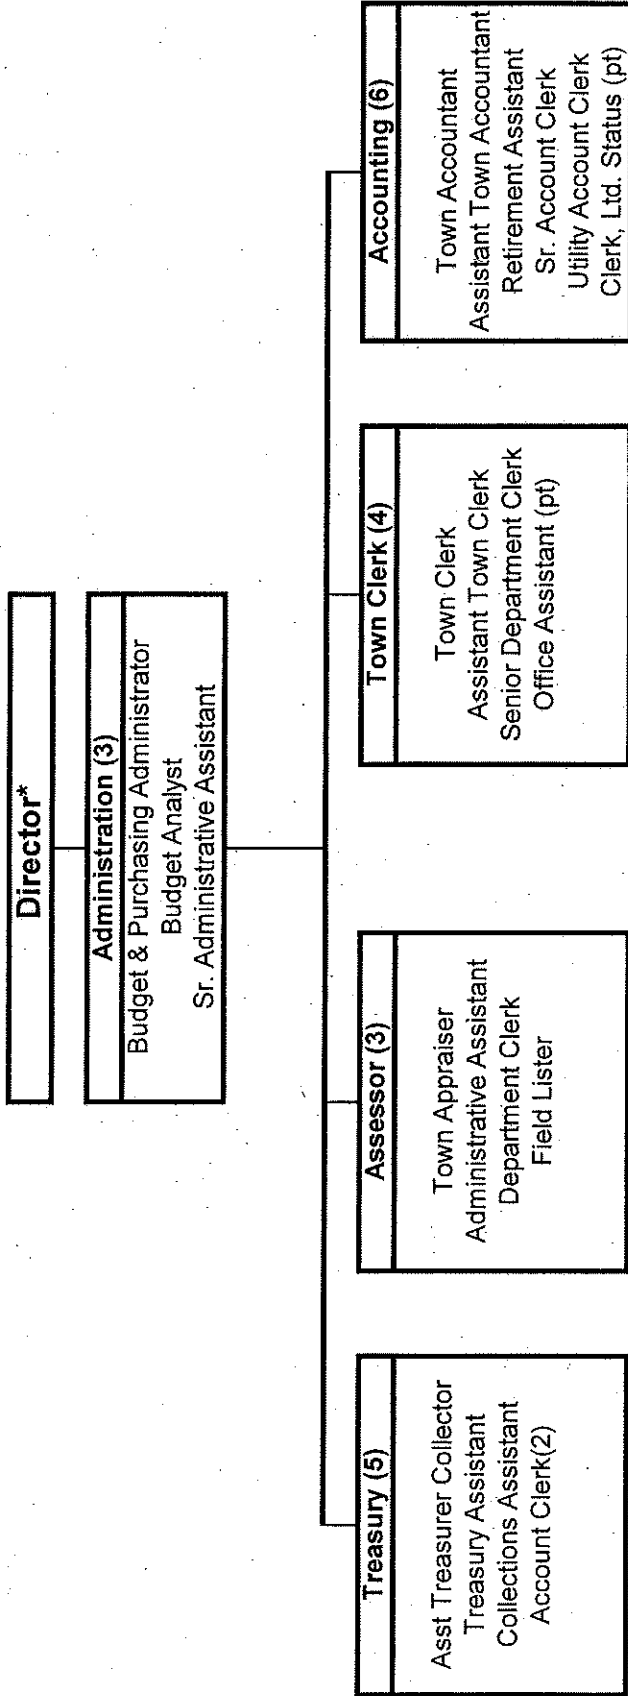 Director*
Administration (3)
Budget & Purchasing Administrator
Budget Analyst
Sr. Administrative Assistant
Treasury (5)
Asst Treasurer Collector
Treasury Assistant
Collections Assistant
Account Clerk(2)
Assessor (3)
Town Appraiser
Administrative Assistant
Department Clerk
Field Lister
Town Clerk (4)
Town Clerk
Assistant Town Clerk
Senior Department Clerk
Office Assistant (pt)
Accounting (6)
Town Accountant
Assistant Town Accountant
Retirement Assistant
Sr. Account Clerk
Utility Account Clerk
Clerk, Ltd. Status (pt)